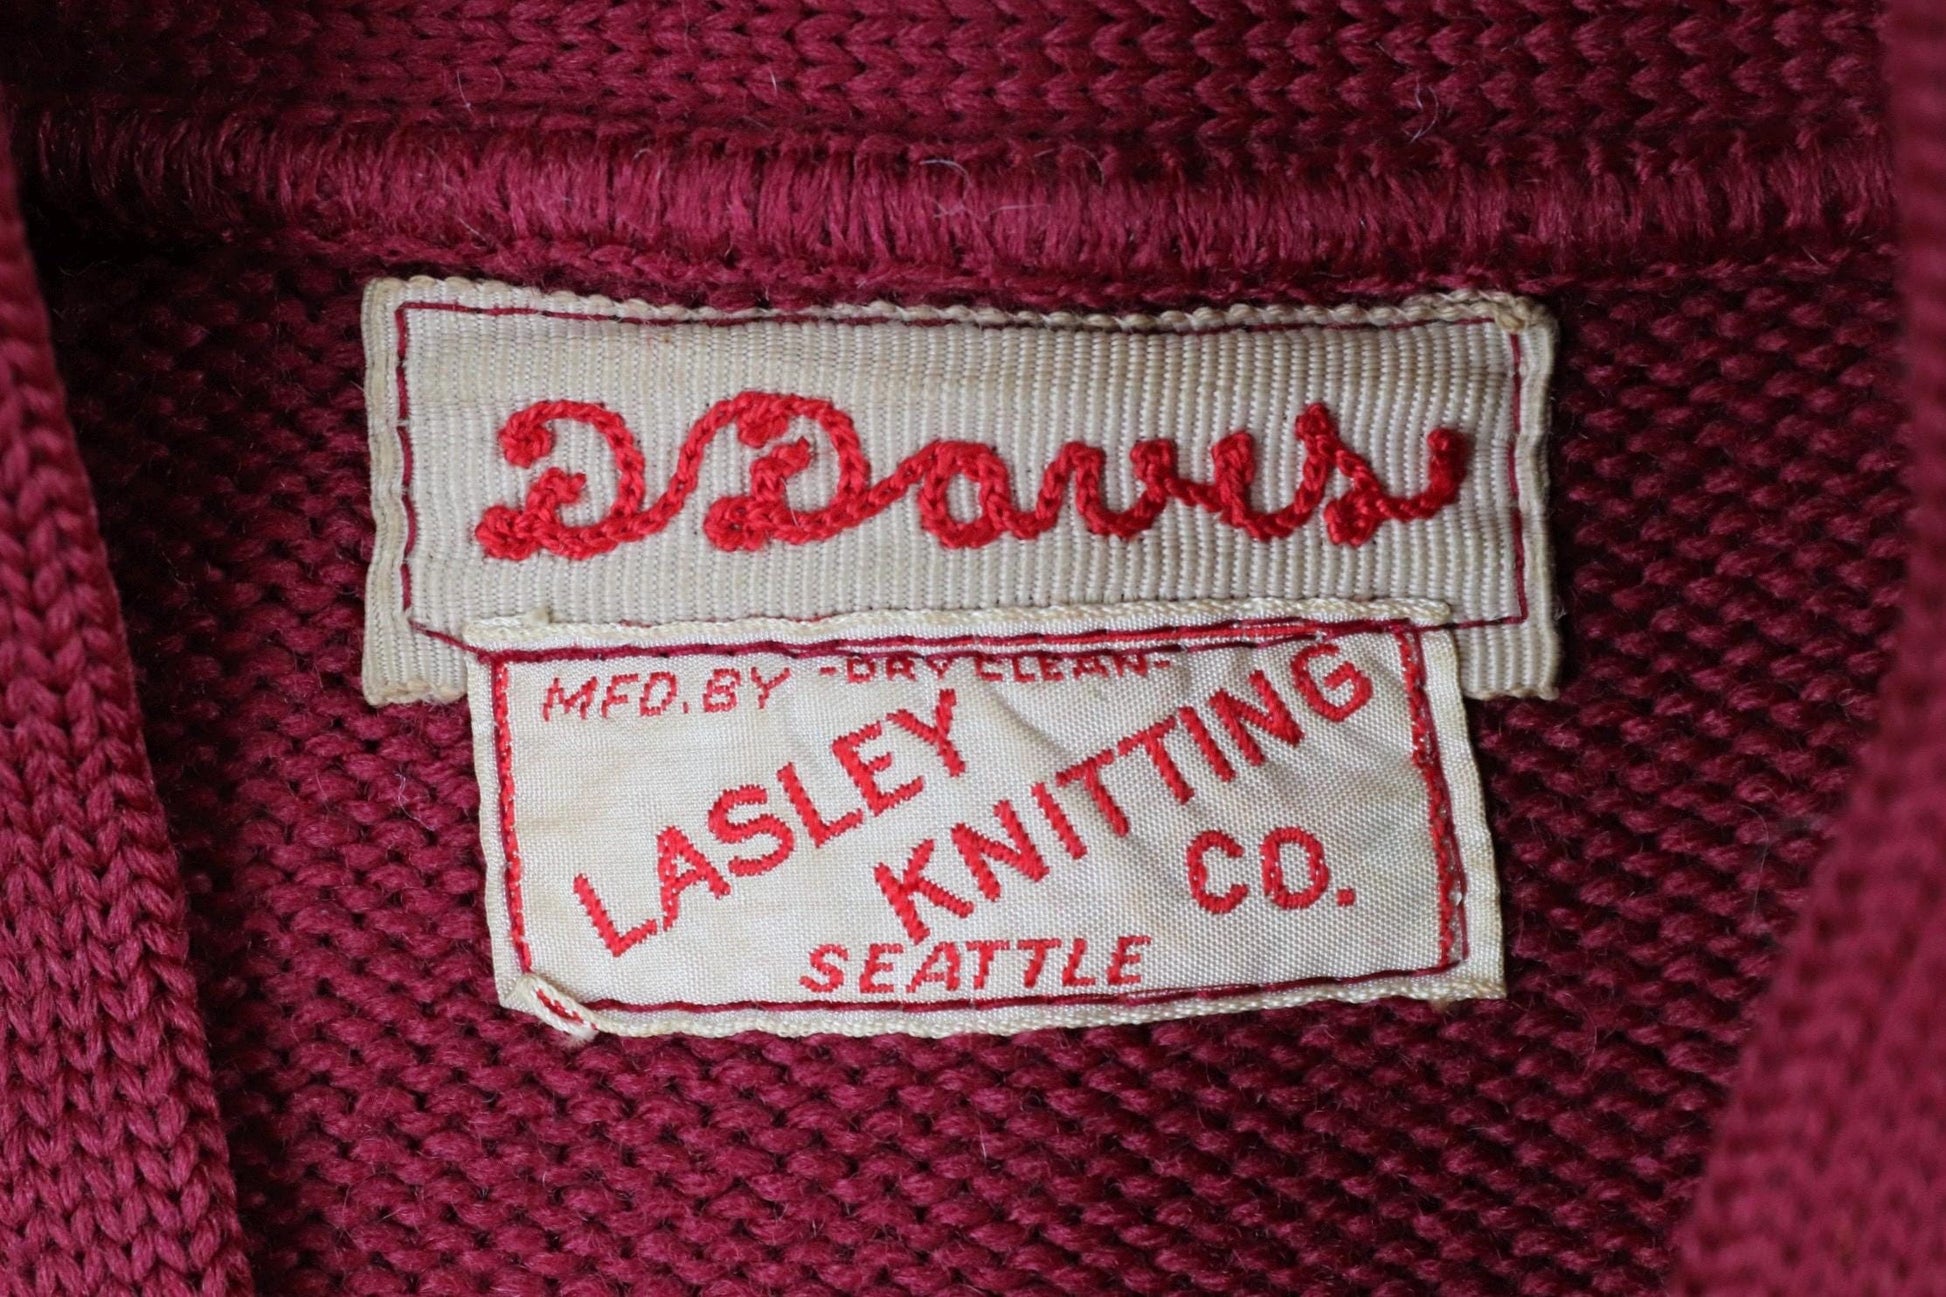 D Davis
-DRY CLEAN-
MFD. BY
LASLEY
KNITTING
CO.
SEATTLE